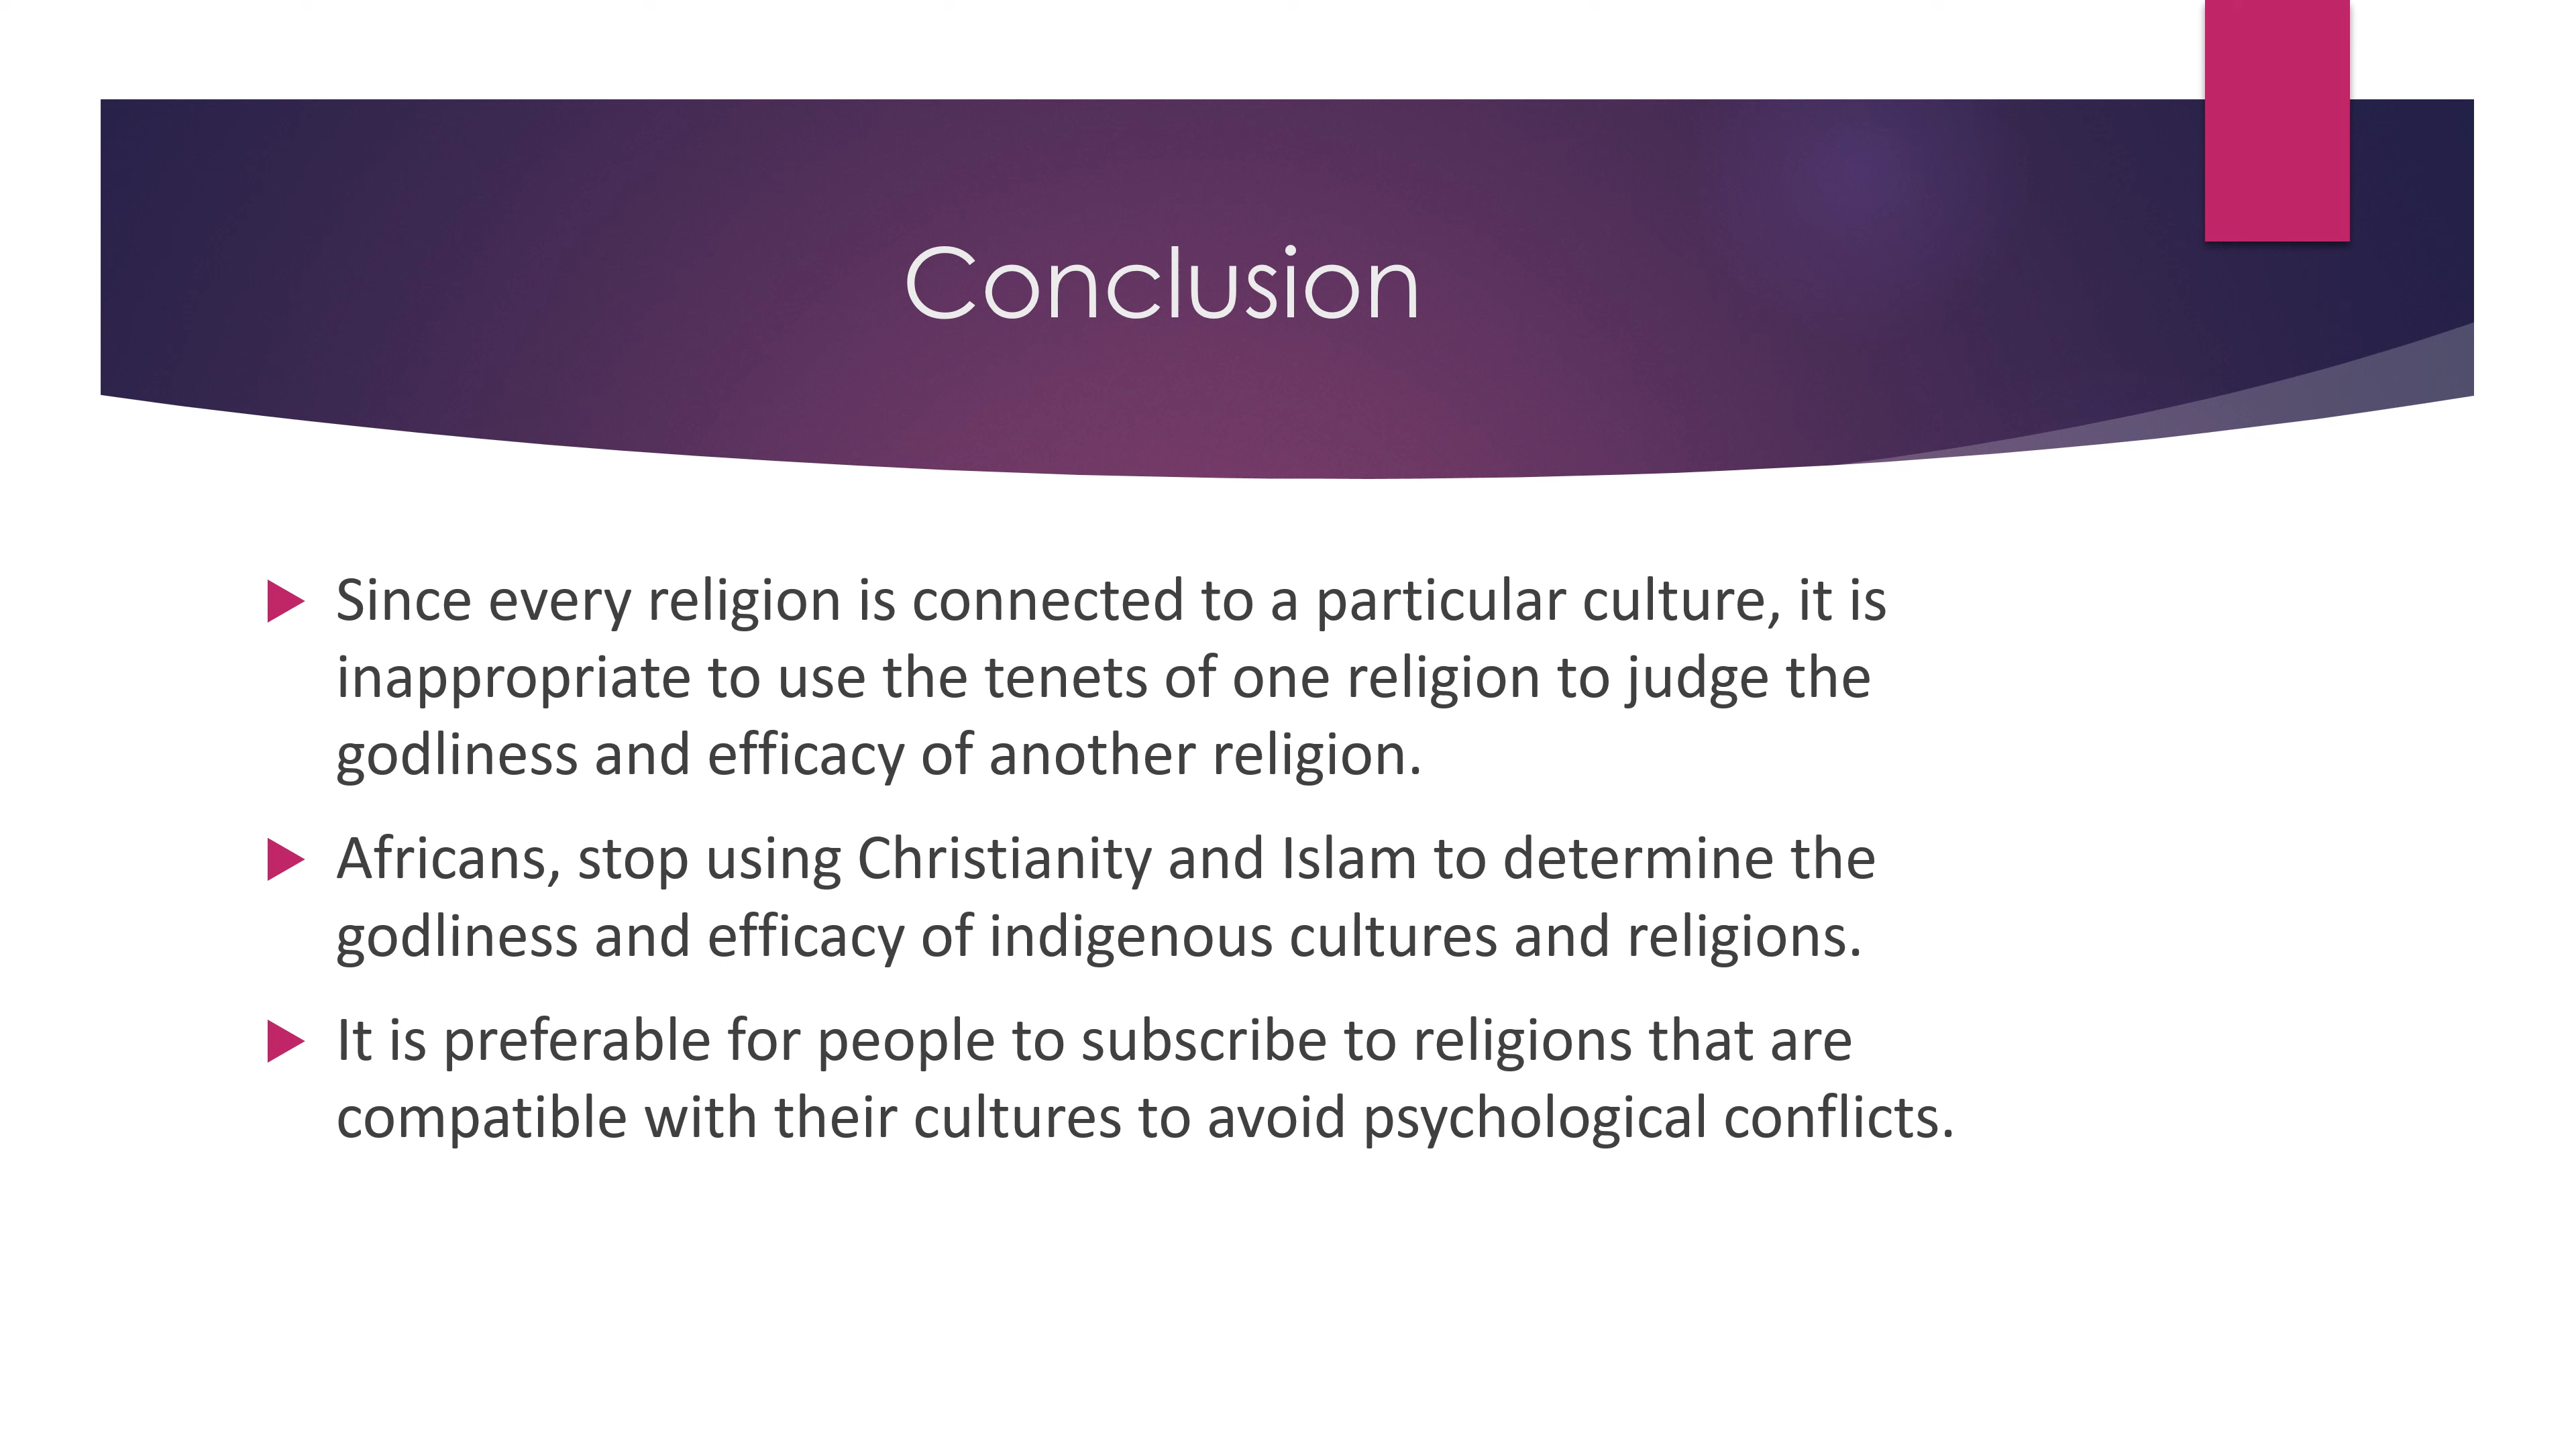 Conclusion
Since every religion is connected to a particular culture, it is
inappropriate to use the tenets of one religion to judge the
godliness and efficacy of another religion.
Africans, stop using Christianity and Islam to determine the
godliness and efficacy of indigenous cultures and religions.
It is preferable for people to subscribe to religions that are
compatible with their cultures to avoid psychological conflicts.